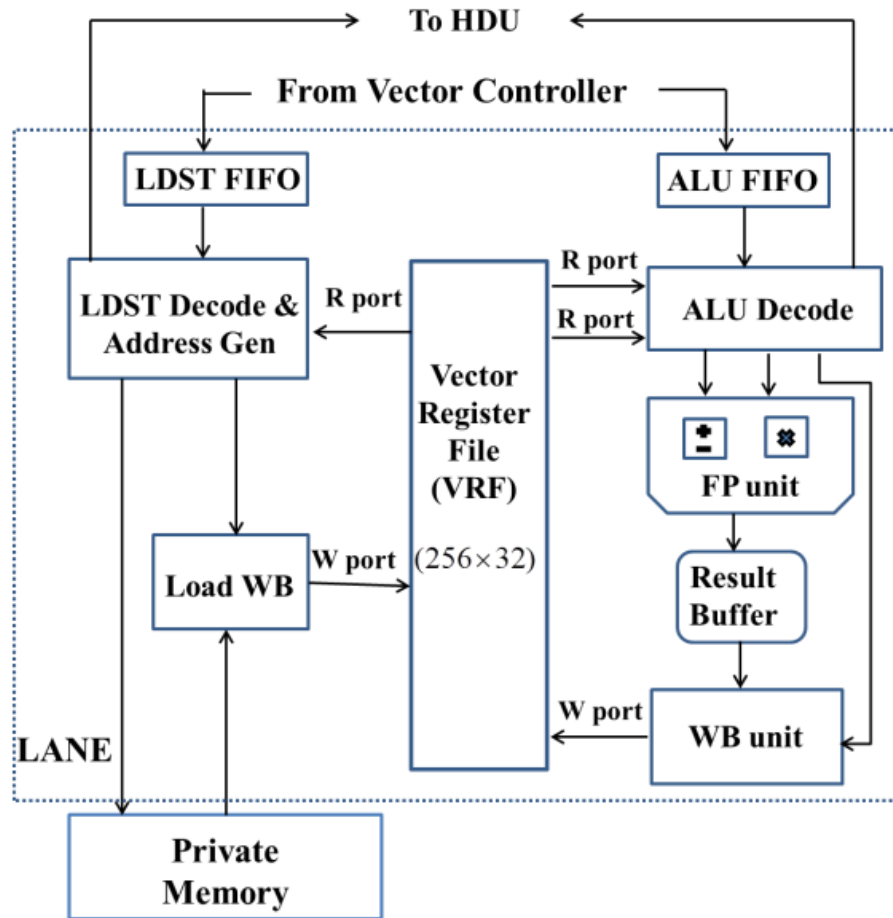 To HDU
From Vector Controller
LDST FIFO
ALU FIFO
LDST Decode &
Address Gen
R port
R port
R port
ALU Decode
Vector
Register
File
(VRF)
(256×32)
+
−
×
FP unit
Load WB
W port
Result
Buffer
W port
WB unit
LANE
Private
Memory